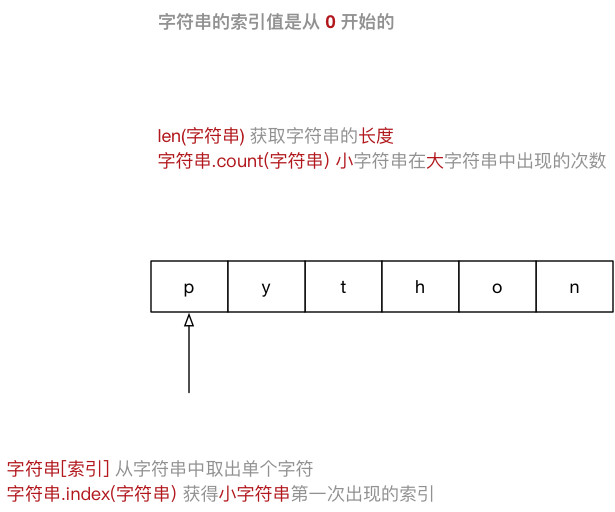 字符串的索引值是从 0 开始的
len(字符串) 获取字符串的长度
字符串.count(字符串) 小字符串在大字符串中出现的次数
p y t h o n
字符串[索引] 从字符串中取出单个字符
字符串.index(字符串) 获得小字符串第一次出现的索引